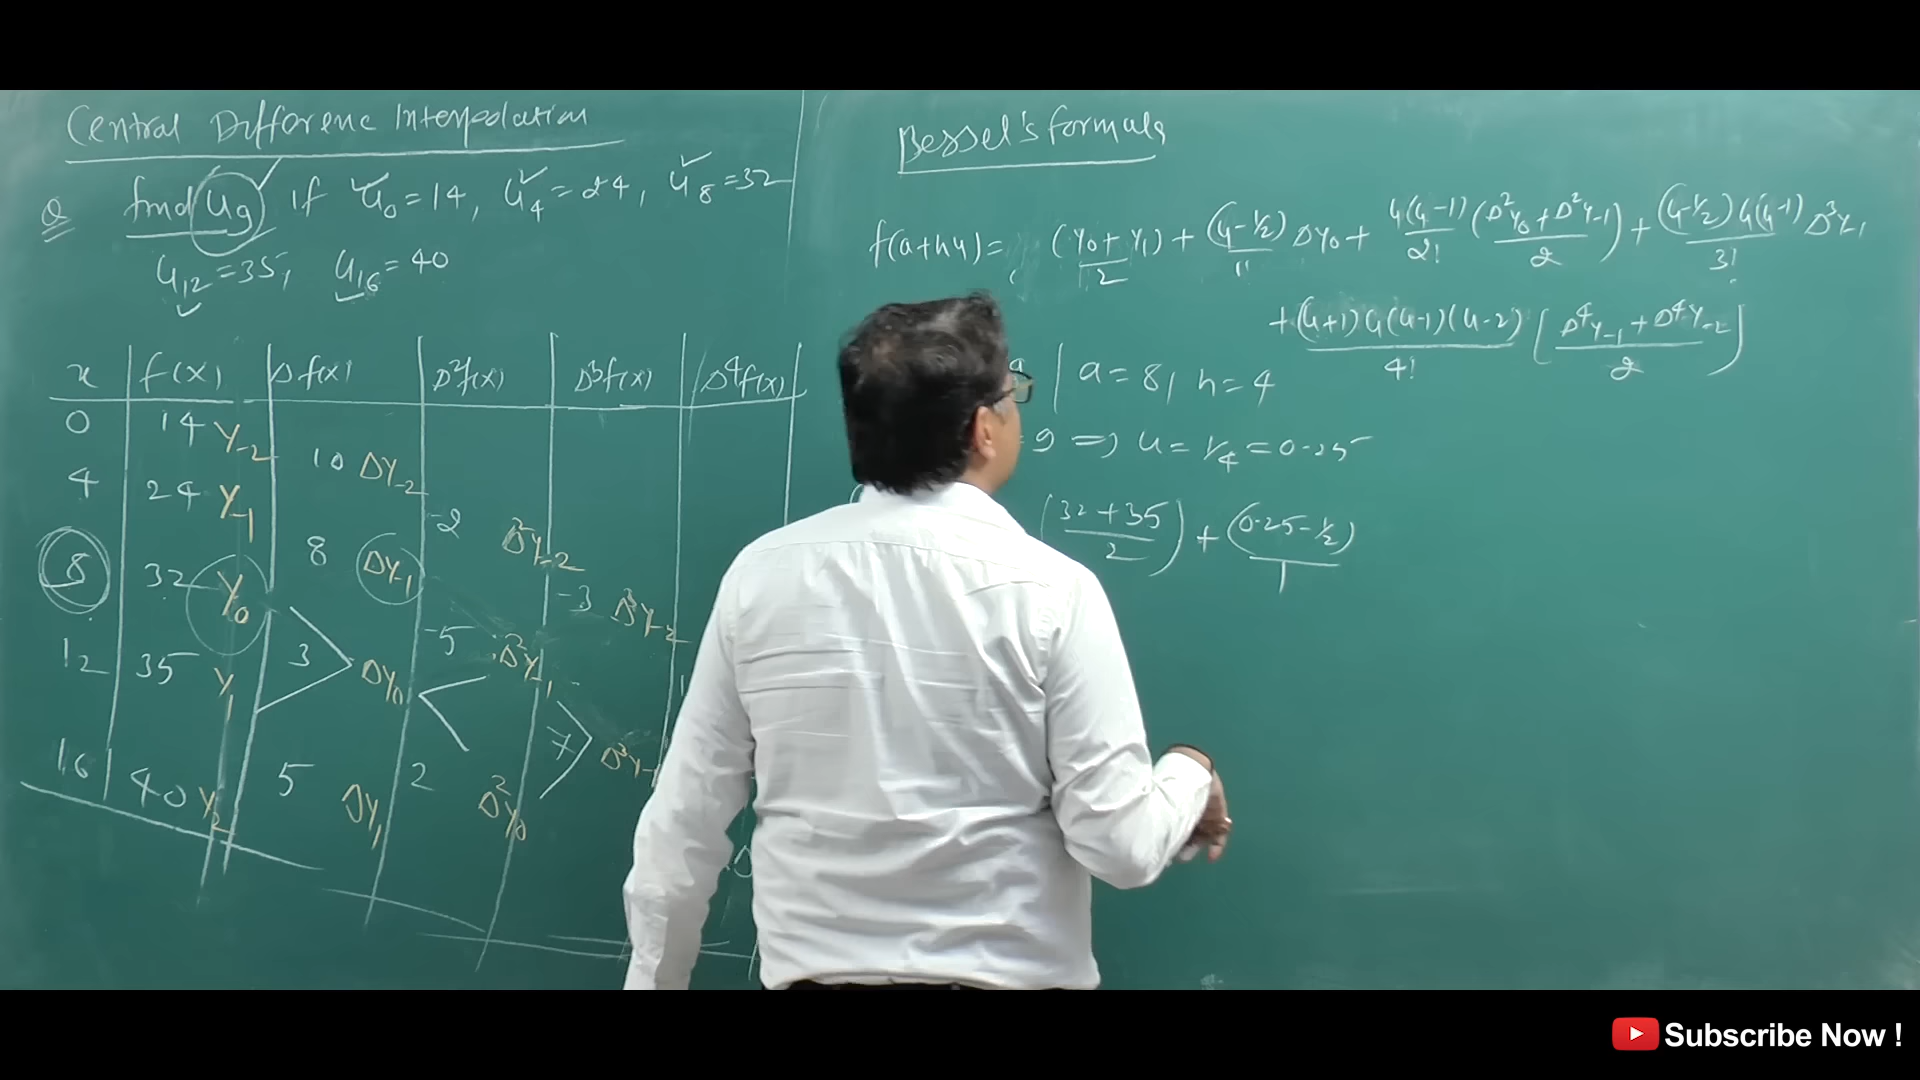 Central Differenc Interpolation
Q find u9 if u0=14, u4=24, u8=32
u12=35, u16=40
x f(x) Δf(x) Δ²f(x) Δ³f(x) Δ⁴f(x)
0 14 Y-2
10 ΔY-2
4 24 Y-1
-2 Δ²Y-2
8 32 Y0
8 ΔY-1
-3 Δ³Y-2
12 35 Y1
3 ΔY0
-5 Δ²Y-1
7 Δ³Y-1
16 40 Y2
5 ΔY1
2 Δ²Y0
Bessel's formula
f(a+hu)= (Y0+Y1)/2 + (u-1/2)/1! ΔY0 + u(u-1)/2! (Δ²Y0+Δ²Y-1)/2 + (u-1/2)u(u-1)/3! Δ³Y-1
+ (u+1)u(u-1)(u-2)/4! [(Δ⁴Y-1+Δ⁴Y-2)/2]
a=8, h=4
9 ⇒ u=1/4=0.25
((32+35)/2) + (0.25-1/2)/1
Subscribe Now !